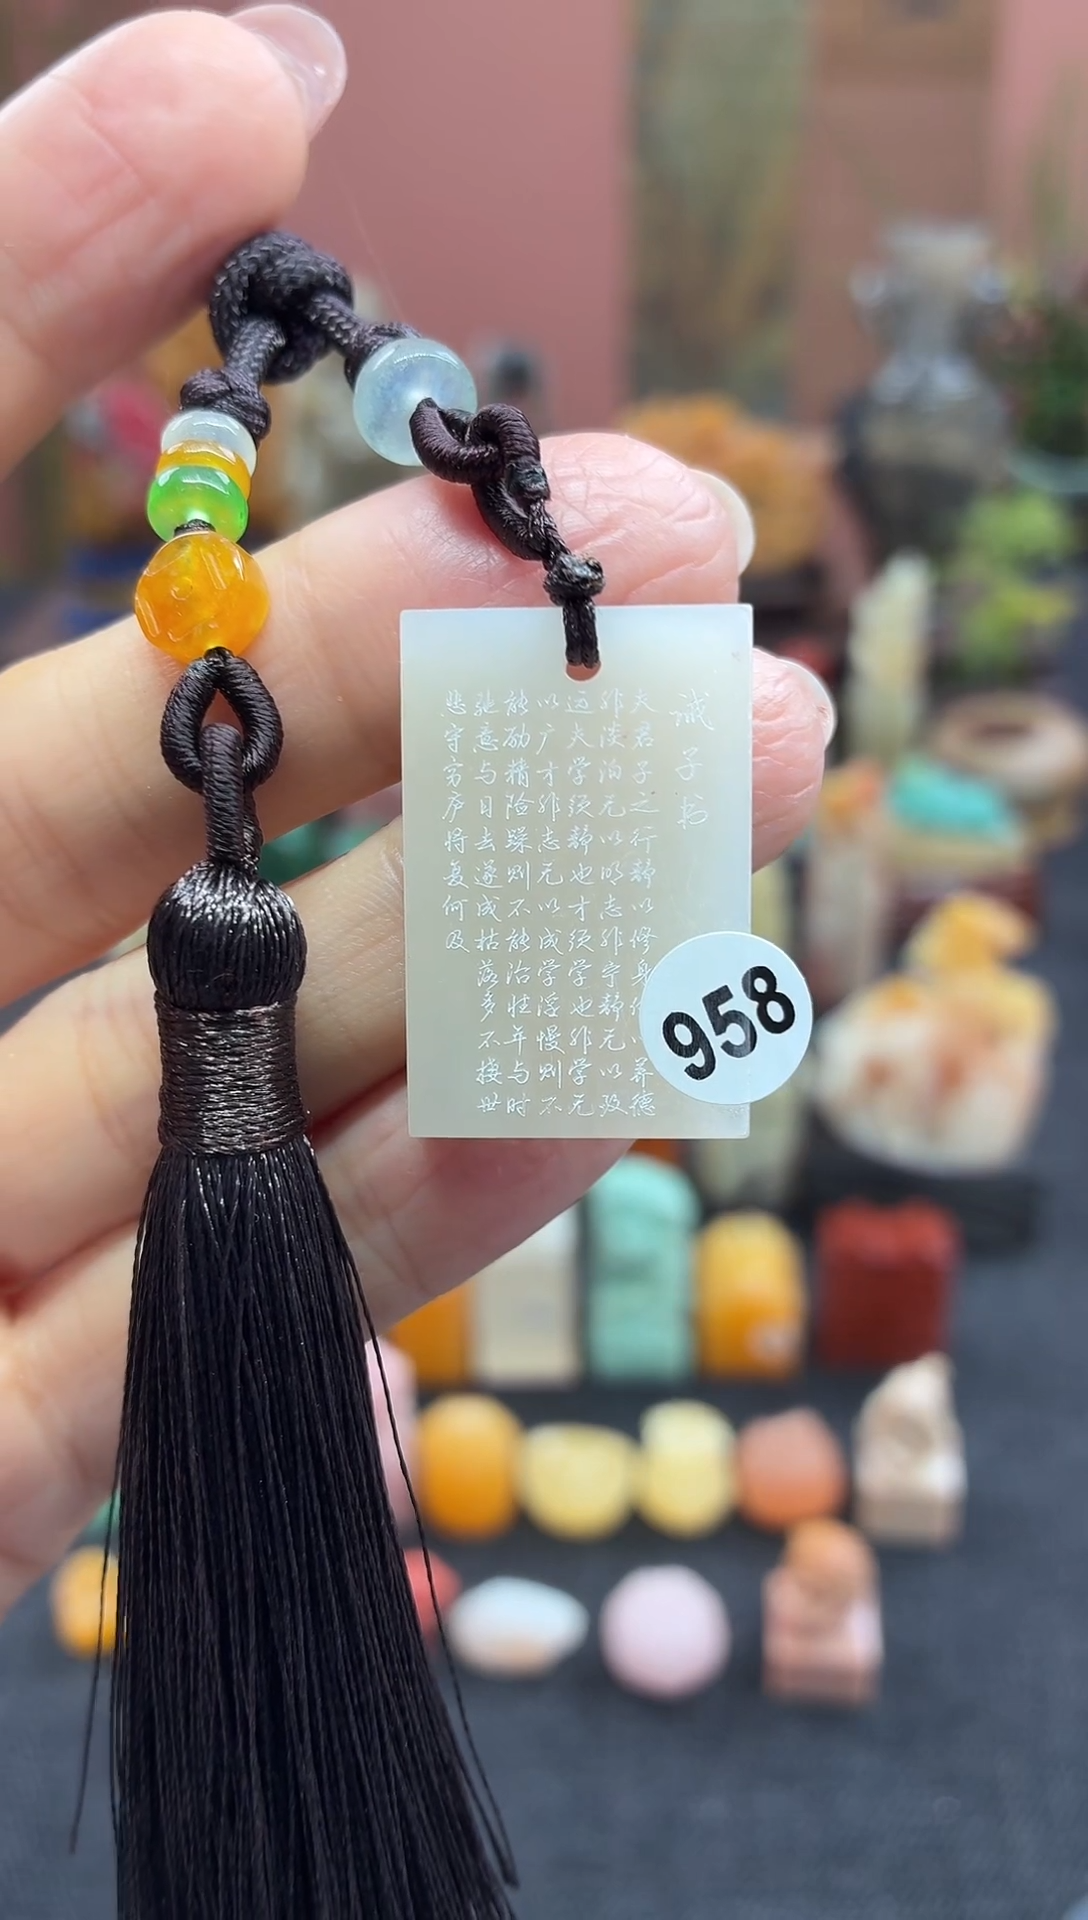 诫子书
夫君子之行静以修身养德
非淡泊无以明志非宁静无以致
远夫学须静也才须学也非学无
以广才非志无以成学浮慢则不
能励精险躁则不能治性年与时
驰意与日去遂成枯落多不接世
悲守穷庐将复何及
958